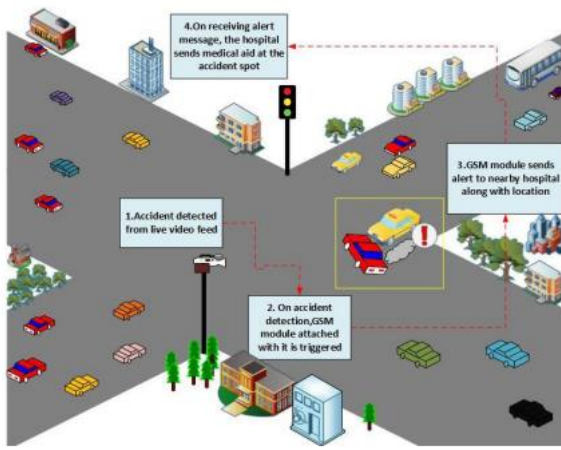 4.On receiving alert
message, the hospital
sends medical aid at the
accident spot
3.GSM module sends
alert to nearby hospital
along with location
1.Accident detected
from live video feed
2. On accident
detection,GSM
module attached
with it is triggered